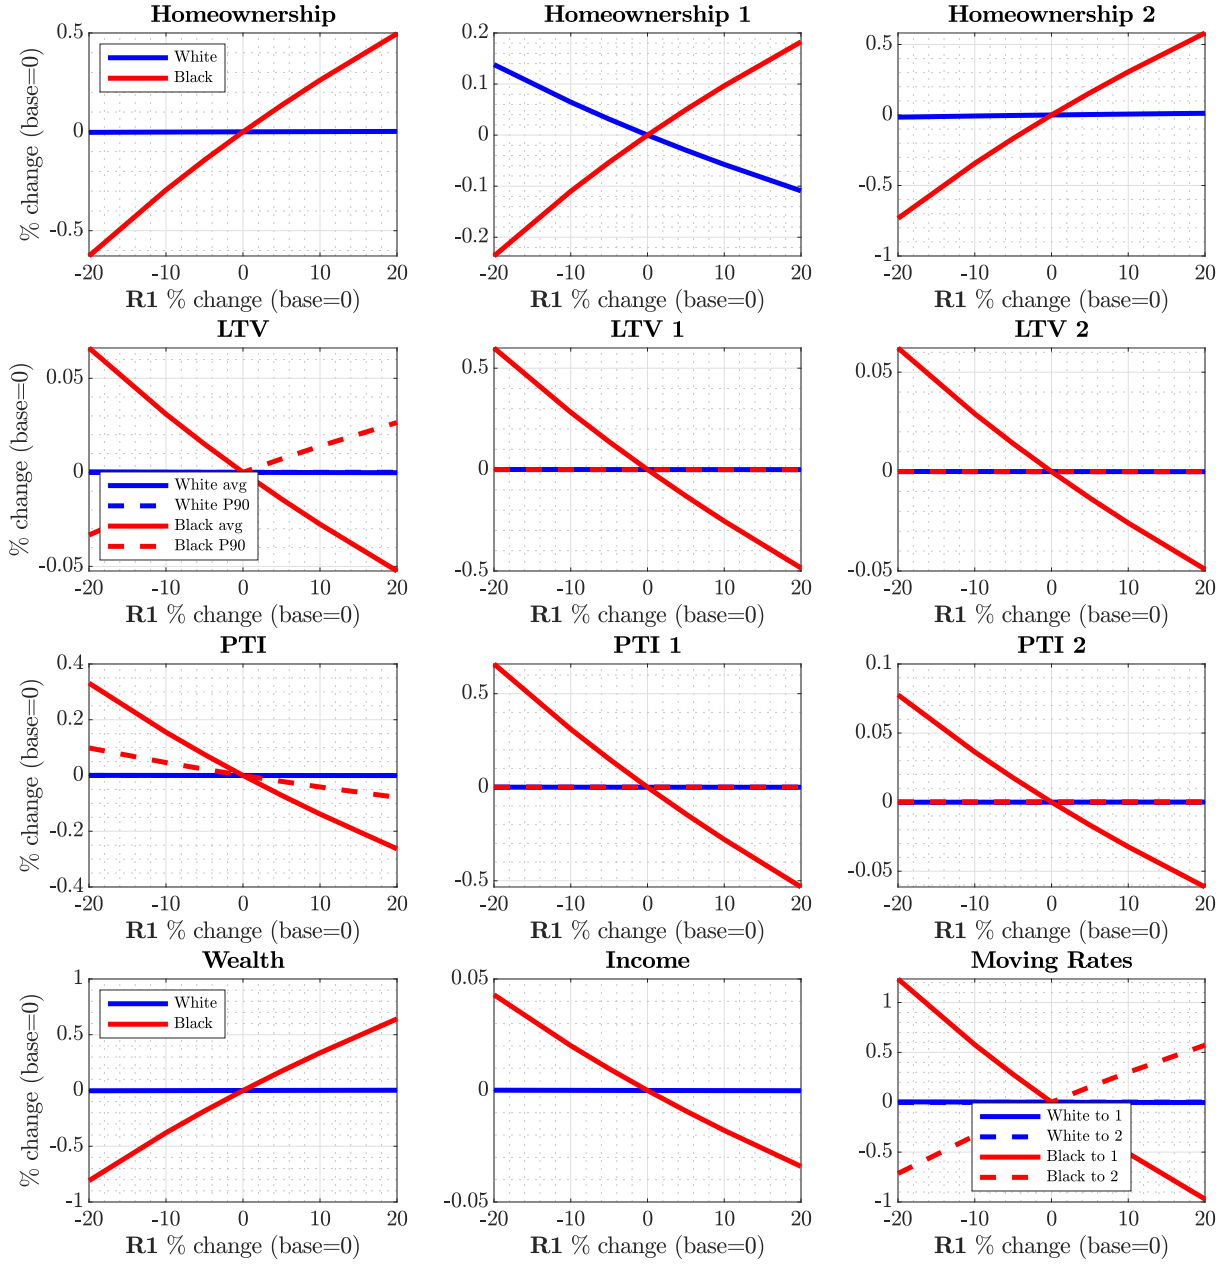 Homeownership
% change (base=0)
0.5
0
-0.5
White
Black
-20 -10 0 10 20
R1 % change (base=0)
Homeownership 1
0.2
0.1
0
-0.1
-0.2
-20 -10 0 10 20
R1 % change (base=0)
Homeownership 2
0.5
0
-0.5
-1
-20 -10 0 10 20
R1 % change (base=0)
LTV
% change (base=0)
0.05
0
-0.05
White avg
White P90
Black avg
Black P90
-20 -10 0 10 20
R1 % change (base=0)
LTV 1
0.5
0
-0.5
-20 -10 0 10 20
R1 % change (base=0)
LTV 2
0.05
0
-0.05
-20 -10 0 10 20
R1 % change (base=0)
PTI
% change (base=0)
0.4
0.2
0
-0.2
-0.4
-20 -10 0 10 20
R1 % change (base=0)
PTI 1
0.5
0
-0.5
-20 -10 0 10 20
R1 % change (base=0)
PTI 2
0.1
0.05
0
-0.05
-20 -10 0 10 20
R1 % change (base=0)
Wealth
% change (base=0)
1
0.5
0
-0.5
-1
White
Black
-20 -10 0 10 20
R1 % change (base=0)
Income
0.05
0
-0.05
-20 -10 0 10 20
R1 % change (base=0)
Moving Rates
1
0.5
0
-0.5
-1
White to 1
White to 2
Black to 1
Black to 2
-20 -10 0 10 20
R1 % change (base=0)